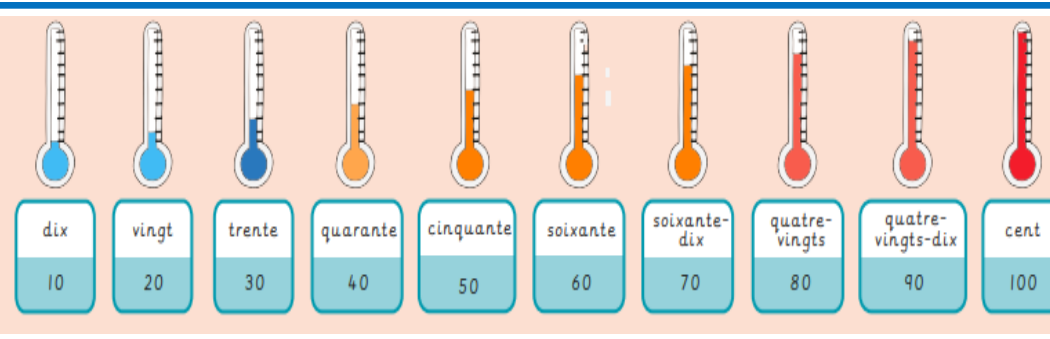 dix
10
vingt
20
trente
30
quarante
40
cinquante
50
soixante
60
soixante-
dix
70
quatre-
vingts
80
quatre-
vingts-dix
90
cent
100